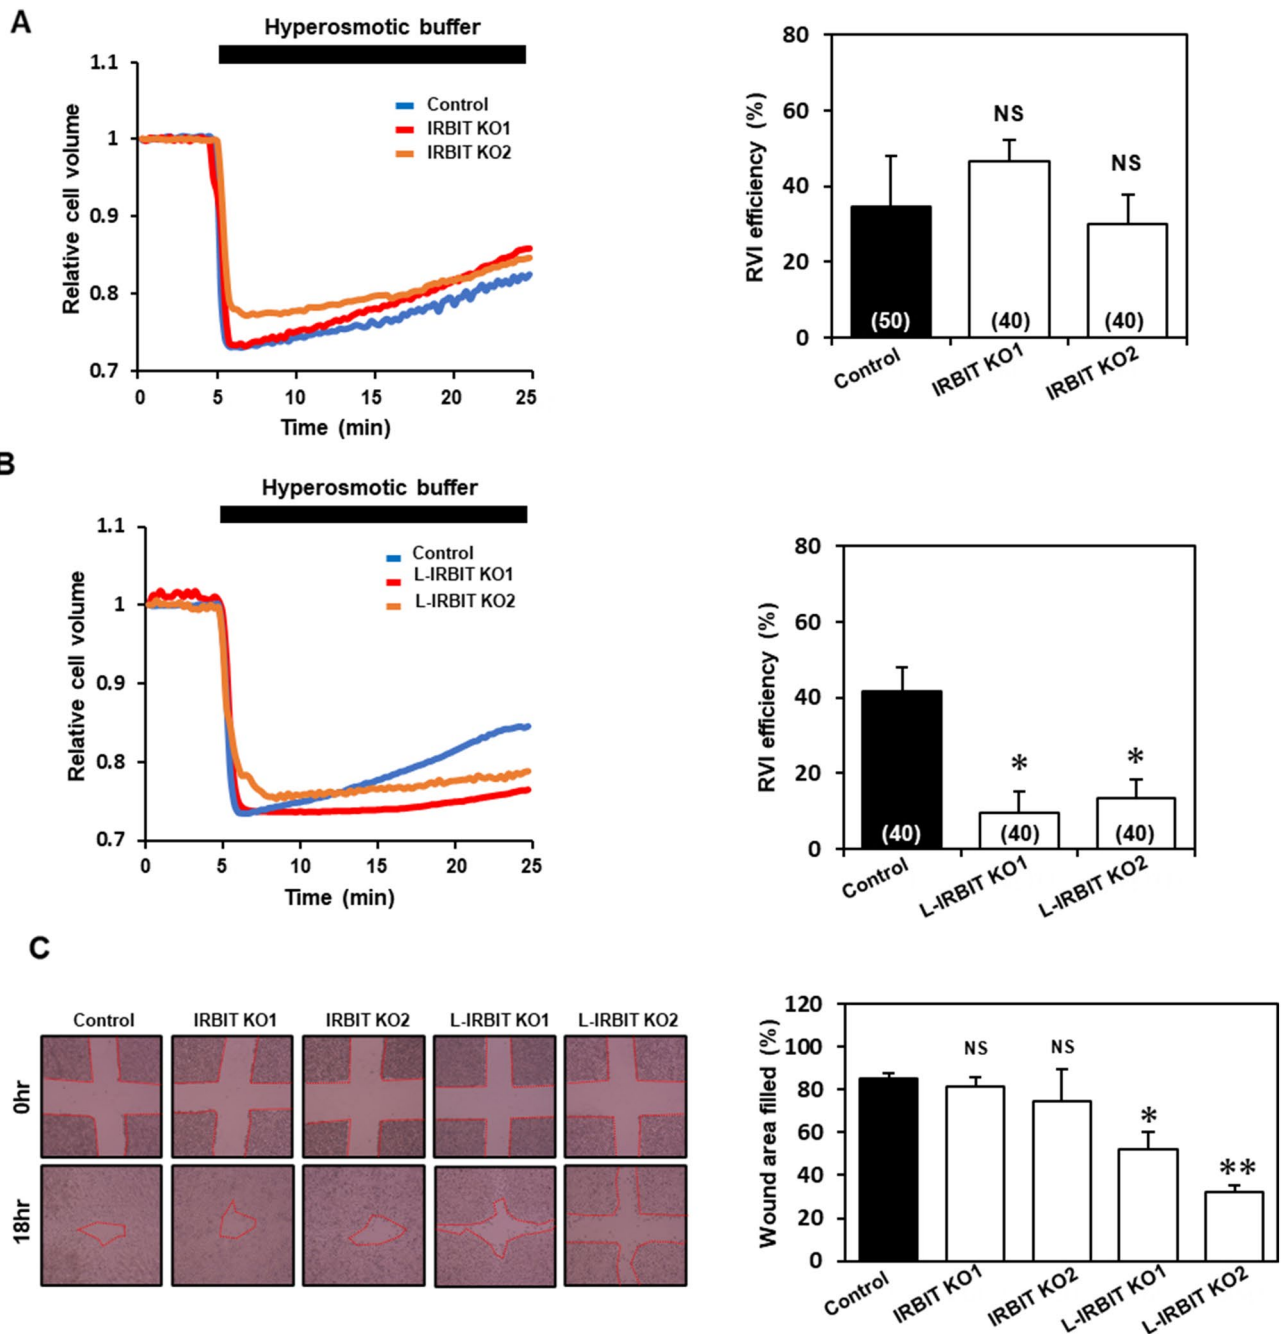 A
Hyperosmotic buffer
1.1
1
0.9
0.8
0.7
Relative cell volume
Control
IRBIT KO1
IRBIT KO2
0 5 10 15 20 25
Time (min)
80
60
40
20
0
RVI efficiency (%)
NS
NS
(50) (40) (40)
Control IRBIT KO1 IRBIT KO2
B
Hyperosmotic buffer
1.1
1
0.9
0.8
0.7
Relative cell volume
Control
L-IRBIT KO1
L-IRBIT KO2
0 5 10 15 20 25
Time (min)
80
60
40
20
0
RVI efficiency (%)
* *
(40) (40) (40)
Control L-IRBIT KO1 L-IRBIT KO2
C
Control IRBIT KO1 IRBIT KO2 L-IRBIT KO1 L-IRBIT KO2
0hr
18hr
120
100
80
60
40
20
0
Wound area filled (%)
NS NS
*
**
Control IRBIT KO1 IRBIT KO2 L-IRBIT KO1 L-IRBIT KO2